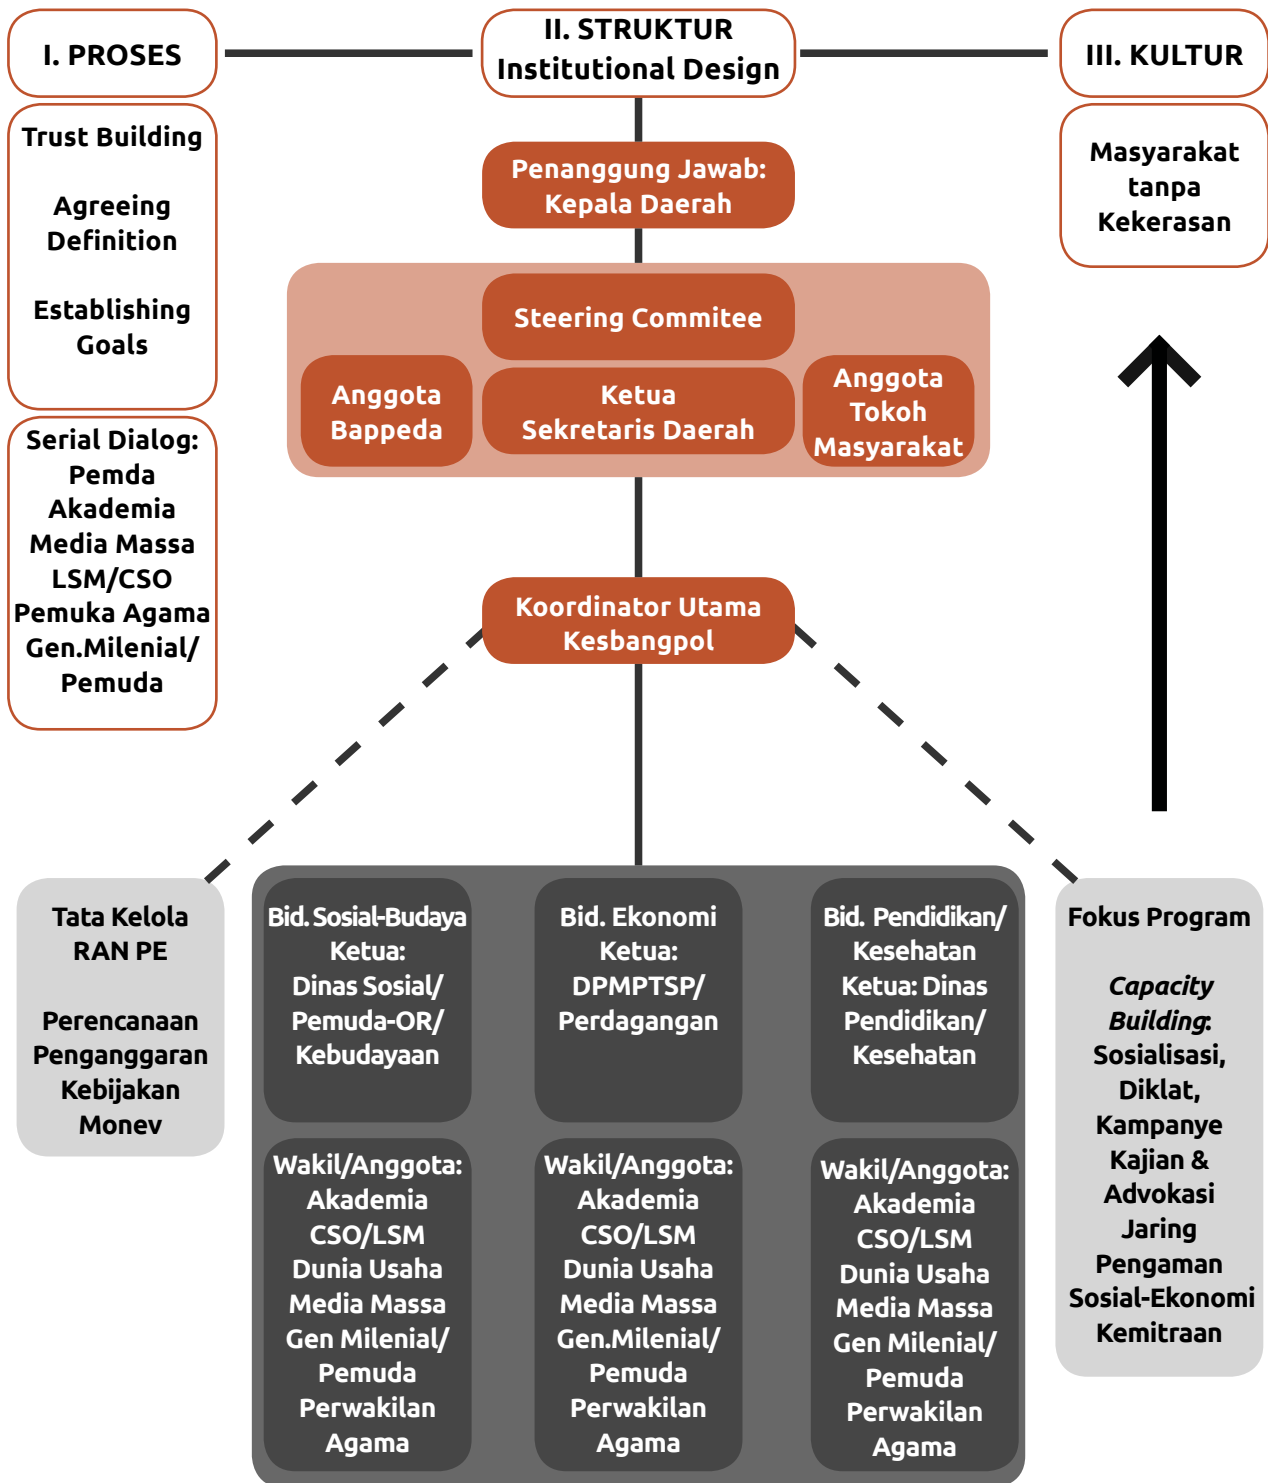 I. PROSES
II. STRUKTUR
Institutional Design
III. KULTUR
Trust Building
Agreeing
Definition
Establishing
Goals
Serial Dialog:
Pemda
Akademia
Media Massa
LSM/CSO
Pemuka Agama
Gen.Milenial/
Pemuda
Penanggung Jawab:
Kepala Daerah
Steering Commitee
Anggota
Bappeda
Ketua
Sekretaris Daerah
Anggota
Tokoh
Masyarakat
Koordinator Utama
Kesbangpol
Masyarakat
tanpa
Kekerasan
Tata Kelola
RAN PE
Perencanaan
Penganggaran
Kebijakan
Monev
Bid. Sosial-Budaya
Ketua:
Dinas Sosial/
Pemuda-OR/
Kebudayaan
Wakil/Anggota:
Akademia
CSO/LSM
Dunia Usaha
Media Massa
Gen Milenial/
Pemuda
Perwakilan
Agama
Bid. Ekonomi
Ketua:
DPMPTSP/
Perdagangan
Wakil/Anggota:
Akademia
CSO/LSM
Dunia Usaha
Media Massa
Gen.Milenial/
Pemuda
Perwakilan
Agama
Bid. Pendidikan/
Kesehatan
Ketua: Dinas
Pendidikan/
Kesehatan
Wakil/Anggota:
Akademia
CSO/LSM
Dunia Usaha
Media Massa
Gen Milenial/
Pemuda
Perwakilan
Agama
Fokus Program
Capacity
Building:
Sosialisasi,
Diklat,
Kampanye
Kajian &
Advokasi
Jaring
Pengaman
Sosial-Ekonomi
Kemitraan